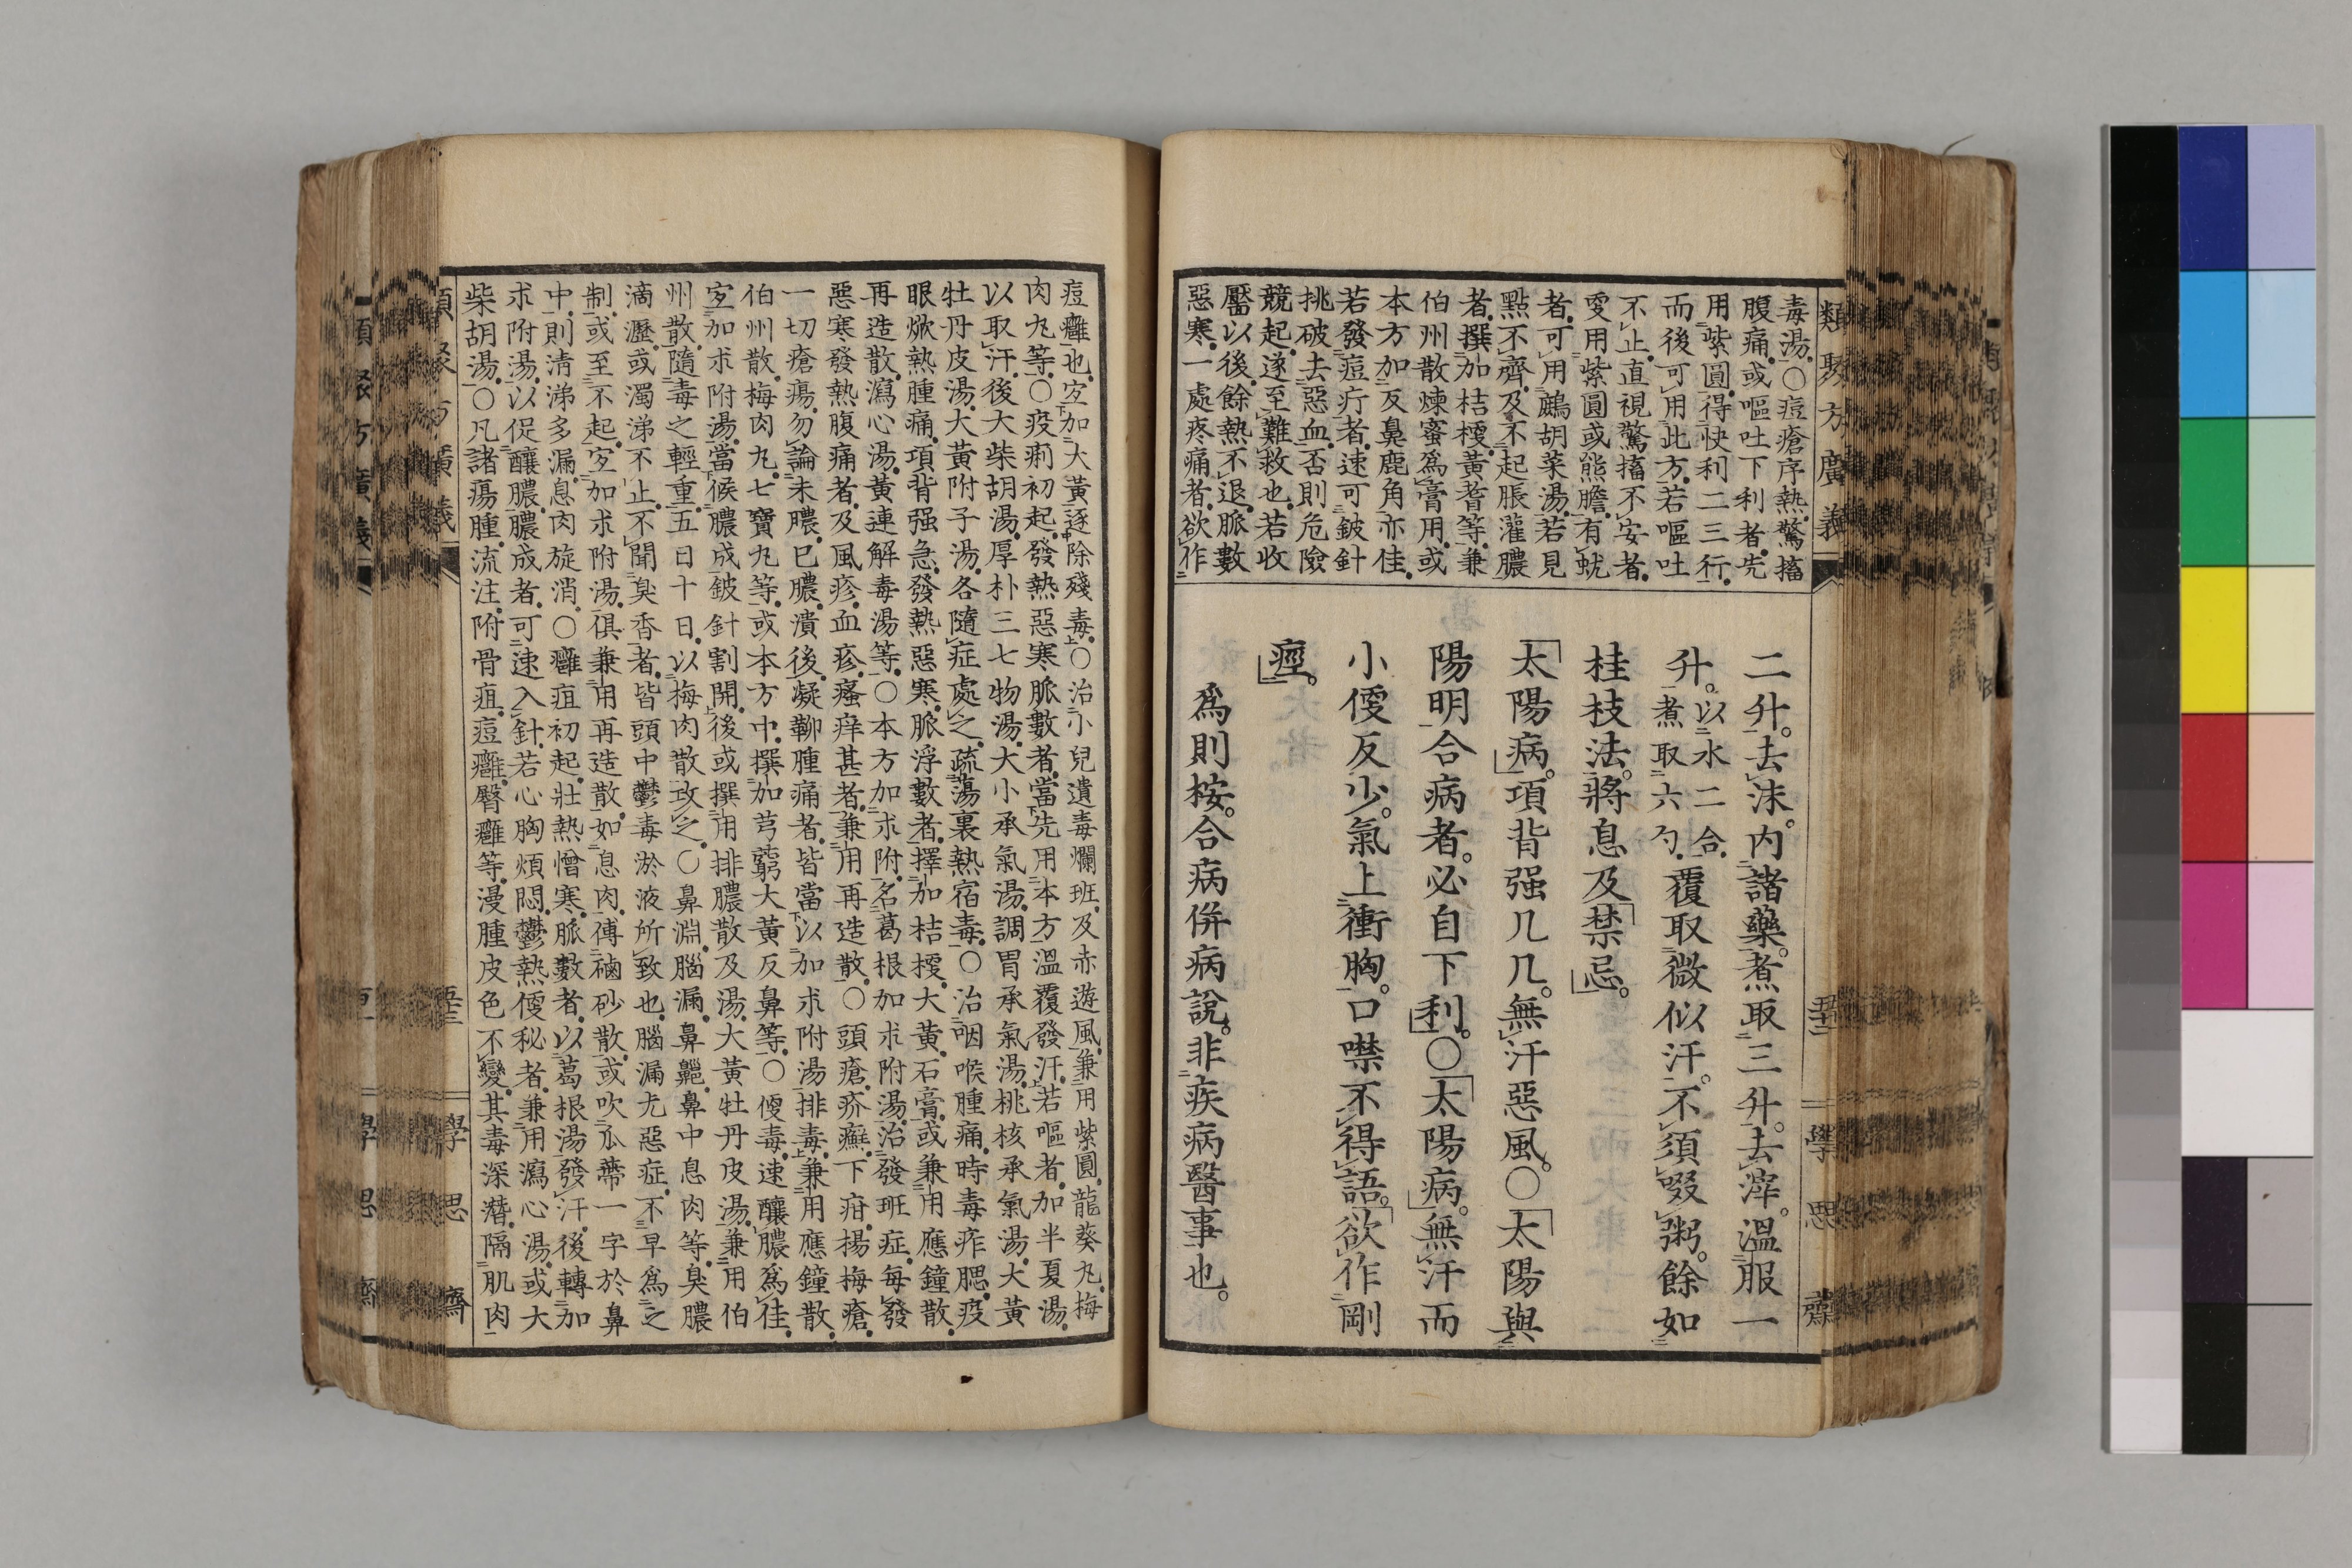 類聚方廣義
五十二
學思齋
毒湯○痘瘡序熱驚搐
腹痛或嘔吐下利者先
用紫圓得快利二三行
而後可用此方若嘔吐
不止直視驚搐不安者
更用紫圓或熊膽有蚘
者可用鷓胡菜湯若見
點不齊及不起脹灌膿
者撰加桔梗黃耆等兼
伯州散煉蜜爲膏用或
本方加反鼻鹿角亦佳
若發痘疔者速可鈹針
挑破去惡血否則危險
競起遂至難救也若收
靨以後餘熱不退脈數
惡寒一處疼痛者欲作
二升。去沫。內諸藥。煮取三升。去滓。溫服一
升。以水二合煮取六勺覆取微似汗。不須啜粥。餘如
桂枝法。將息及禁忌。
太陽病。項背强几几。無汗惡風。○太陽與
陽明合病者。必自下利。○太陽病。無汗而
小便反少。氣上衝胸。口噤不得語。欲作剛
痙。
爲則按。合病併病說。非疾病醫事也。
痘癰也宜加大黃逐除殘毒○治小兒遺毒爛班及赤遊風兼用紫圓龍葵丸梅
肉丸等○疫痢初起發熱惡寒脈數者當先用本方溫覆發汗若嘔者加半夏湯
以取汗後大柴胡湯厚朴三七物湯大小承氣湯調胃承氣湯桃核承氣湯大黃
牡丹皮湯大黃附子湯各隨症處之疏蕩裏熱宿毒○治咽喉腫痛時毒痄腮疫
眼焮熱腫痛項背强急發熱惡寒脈浮數者擇加桔梗大黃石膏或兼用應鐘散
再造散瀉心湯黃連解毒湯等○本方加朮附名葛根加朮附湯治發班症每發
惡寒發熱腹痛者及風疹血疹瘙痒甚者兼用再造散○頭瘡疥癬下疳楊梅瘡
一切瘡瘍勿論未膿已膿潰後凝聊腫痛者皆當以加朮附湯排毒兼用應鐘散
伯州散梅肉丸七寶丸等或本方中撰加芎藭大黃反鼻等○便毒速釀膿爲佳
宜加朮附湯當候膿成鈹針割開後或撰用排膿散及湯大黃牡丹皮湯兼用伯
州散隨毒之輕重五日十日以梅肉散攻之○鼻淵腦漏鼻齆鼻中息肉等臭膿
滴瀝或濁涕不止不聞臭香者皆頭中鬱毒淤液所致也腦漏尤惡症不早爲之
制或至不起宜加朮附湯俱兼用再造散如息肉傅磠砂散或吹瓜蒂一字於鼻
中則淸涕多漏息肉旋消○癰疽初起壯熱憎寒脈數者以葛根湯發汗後轉加
朮附湯以促釀膿膿成者可速入針若心胸煩悶鬱熱便秘者兼用瀉心湯或大
柴胡湯○凡諸瘍腫流注附骨疽痘癰臀癰等漫腫皮色不變其毒深潛隔肌肉
類聚方廣義
五十三
學思齋